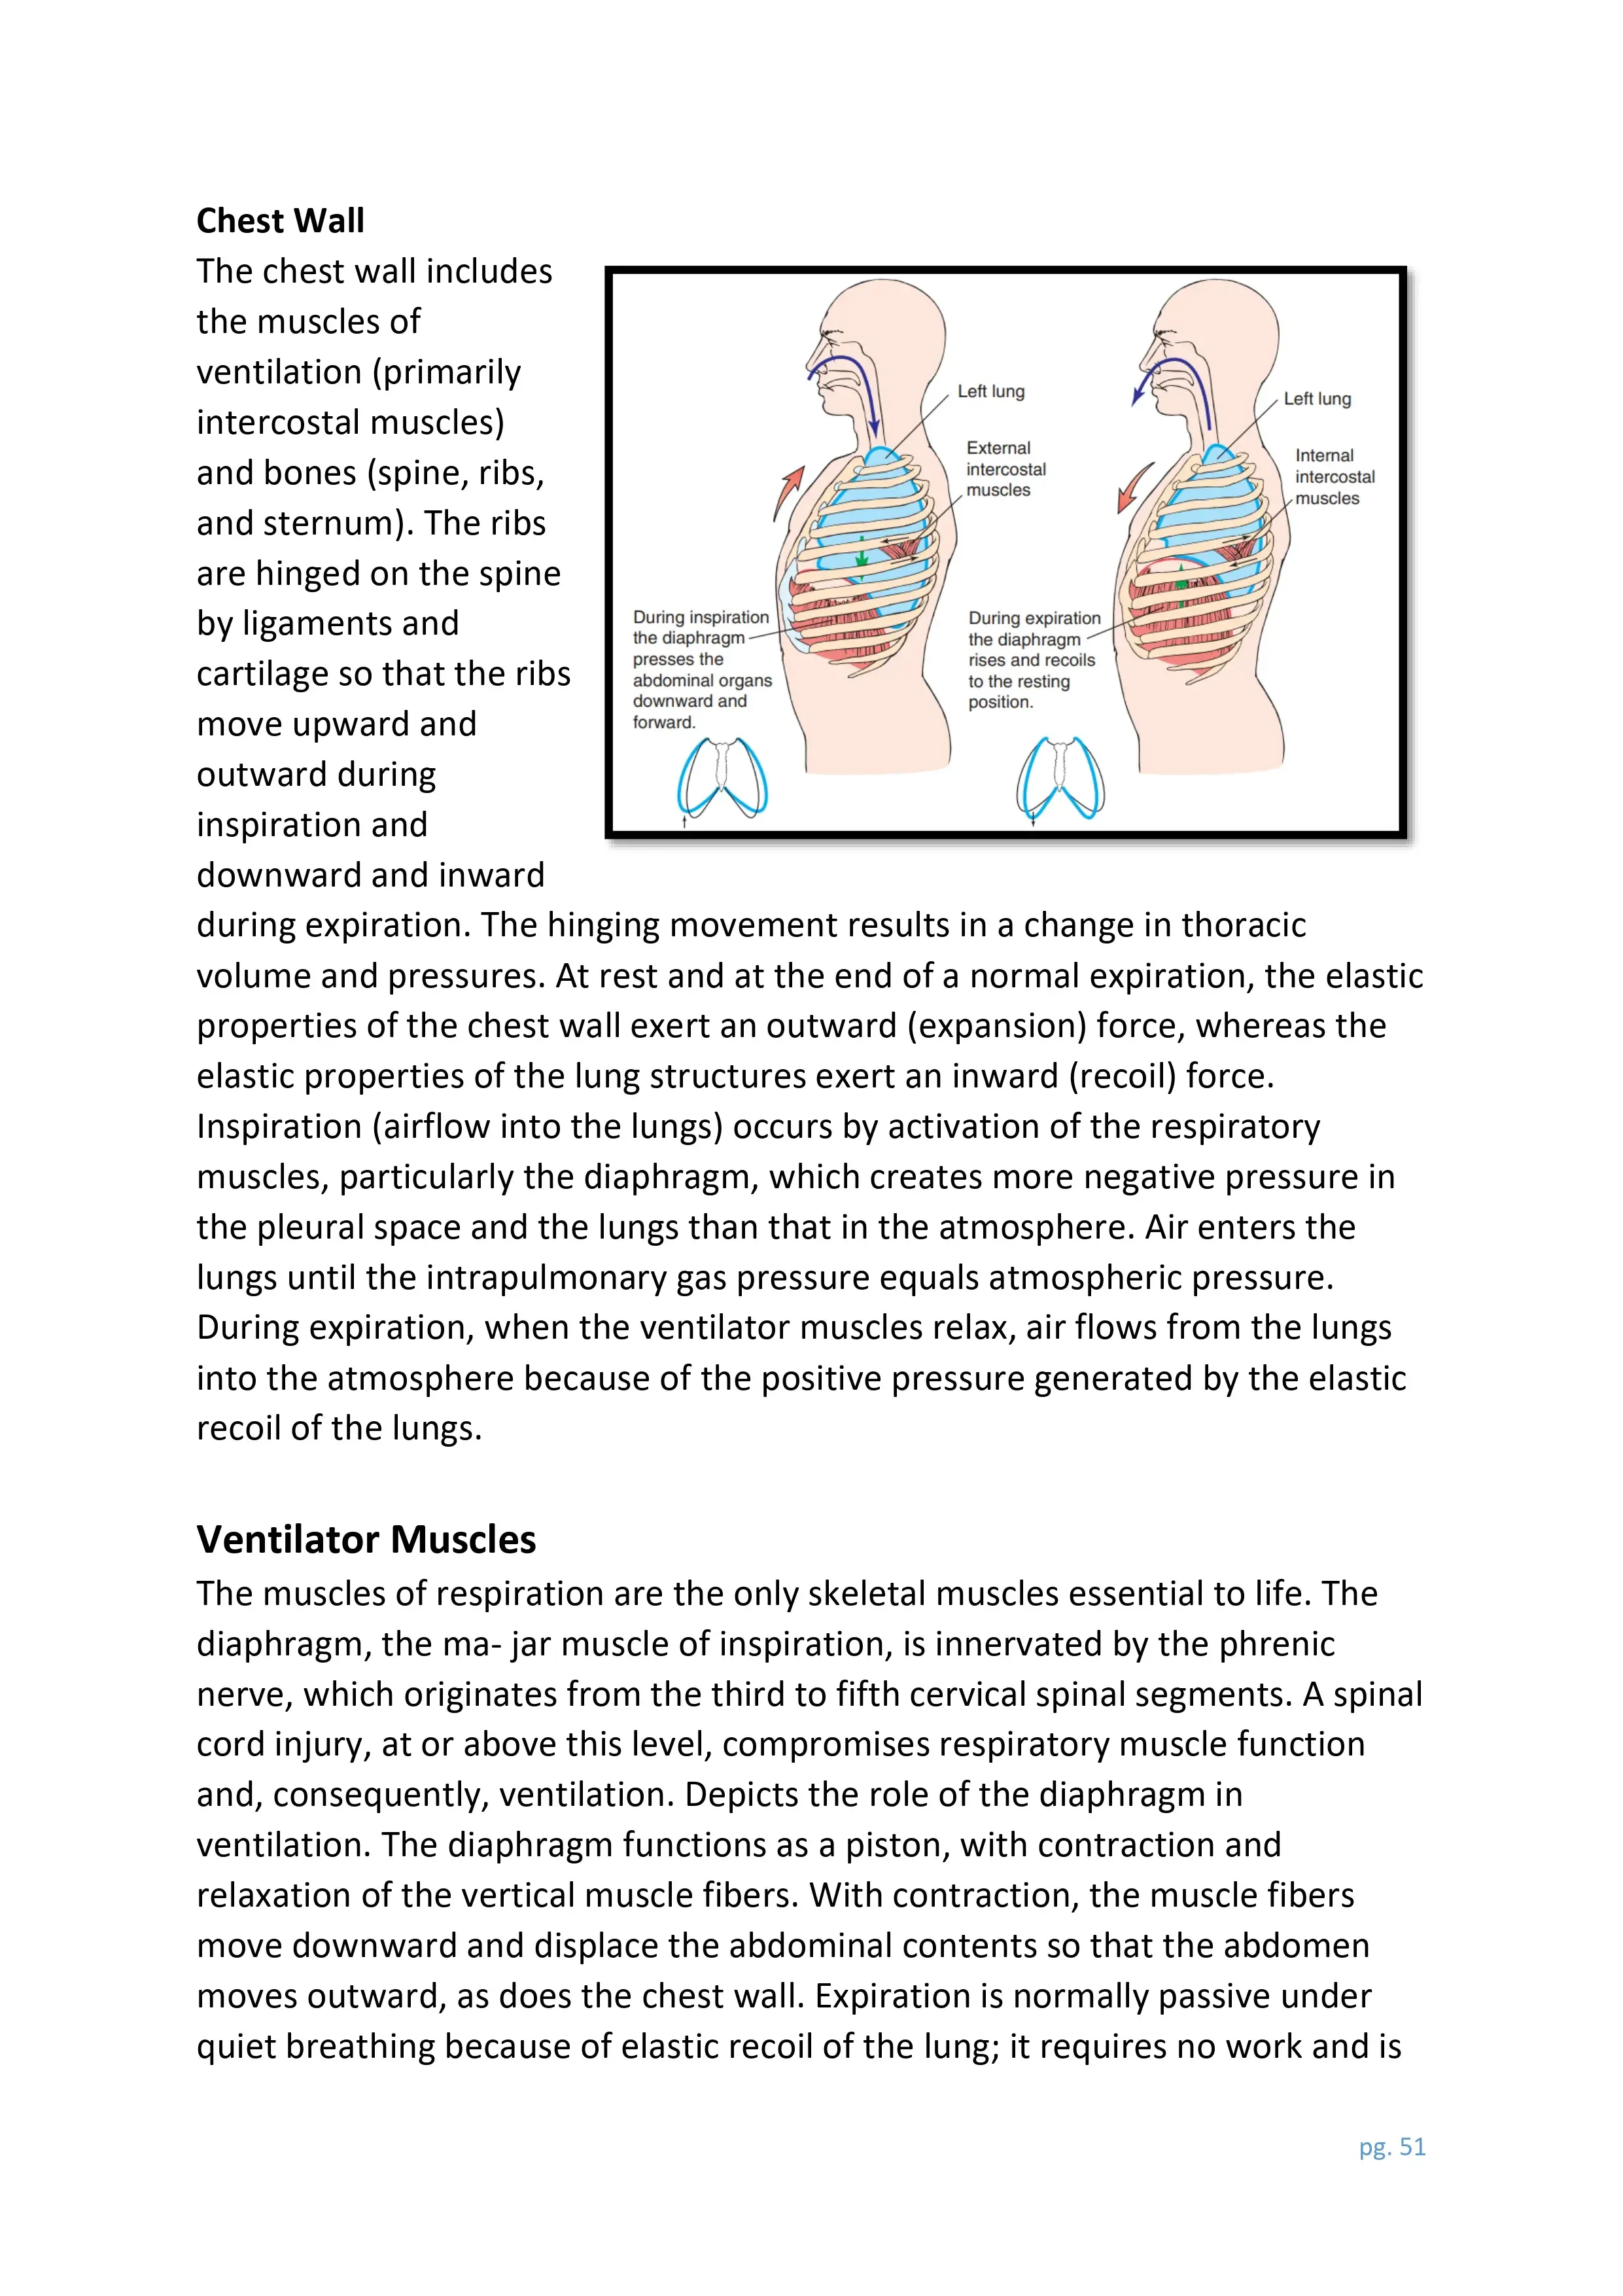 Chest Wall
The chest wall includes
the muscles of
ventilation (primarily
intercostal muscles)
and bones (spine, ribs,
and sternum). The ribs
are hinged on the spine
by ligaments and
cartilage so that the ribs
move upward and
outward during
inspiration and
downward and inward
Left lung
External
intercostal
muscles
During inspiration
the diaphragm
presses the
abdominal organs
downward and
forward.
Left lung
Internal
intercostal
muscles
During expiration
the diaphragm
rises and recoils
to the resting
position.
during expiration. The hinging movement results in a change in thoracic
volume and pressures. At rest and at the end of a normal expiration, the elastic
properties of the chest wall exert an outward (expansion) force, whereas the
elastic properties of the lung structures exert an inward (recoil) force.
Inspiration (airflow into the lungs) occurs by activation of the respiratory
muscles, particularly the diaphragm, which creates more negative pressure in
the pleural space and the lungs than that in the atmosphere. Air enters the
lungs until the intrapulmonary gas pressure equals atmospheric pressure.
During expiration, when the ventilator muscles relax, air flows from the lungs
into the atmosphere because of the positive pressure generated by the elastic
recoil of the lungs.
Ventilator Muscles
The muscles of respiration are the only skeletal muscles essential to life. The
diaphragm, the ma- jar muscle of inspiration, is innervated by the phrenic
nerve, which originates from the third to fifth cervical spinal segments. A spinal
cord injury, at or above this level, compromises respiratory muscle function
and, consequently, ventilation. Depicts the role of the diaphragm in
ventilation. The diaphragm functions as a piston, with contraction and
relaxation of the vertical muscle fibers. With contraction, the muscle fibers
move downward and displace the abdominal contents so that the abdomen
moves outward, as does the chest wall. Expiration is normally passive under
quiet breathing because of elastic recoil of the lung; it requires no work and is
pg. 51